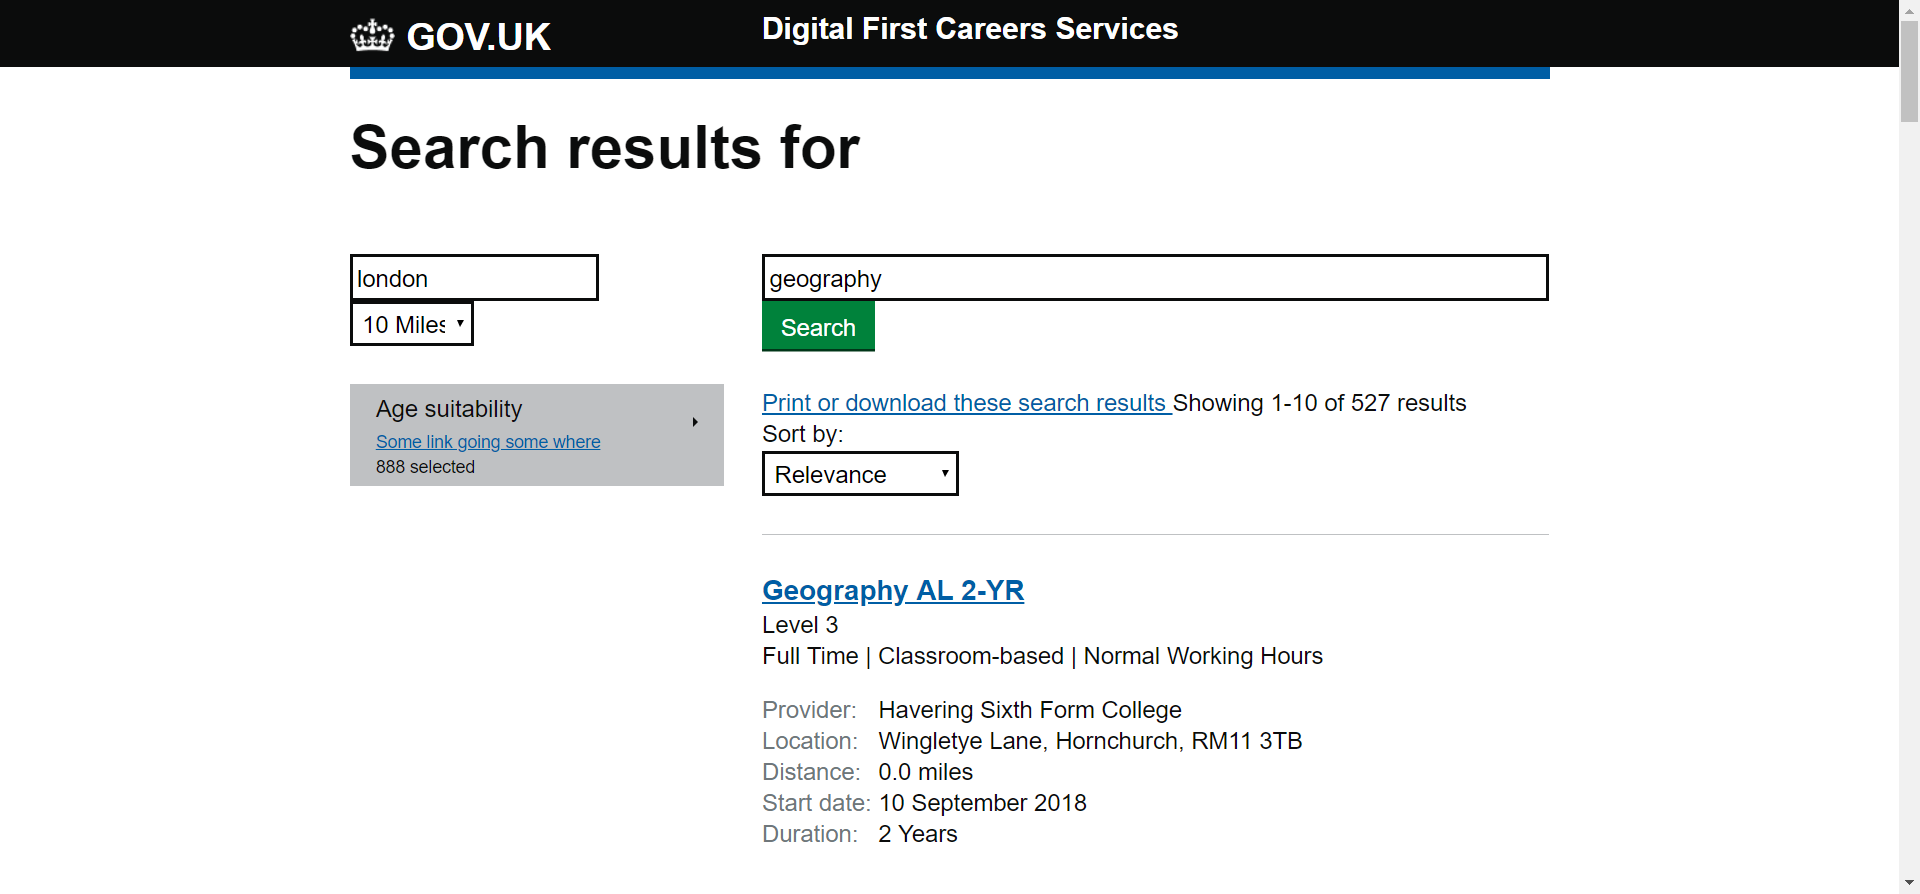 GOV.UK
Digital First Careers Services
Search results for
london
10 Miles
geography
Search
Age suitability
Some link going some where
888 selected
Print or download these search results Showing 1-10 of 527 results
Sort by:
Relevance
Geography AL 2-YR
Level 3
Full Time | Classroom-based | Normal Working Hours
Provider: Havering Sixth Form College
Location: Wingletye Lane, Hornchurch, RM11 3TB
Distance: 0.0 miles
Start date: 10 September 2018
Duration: 2 Years